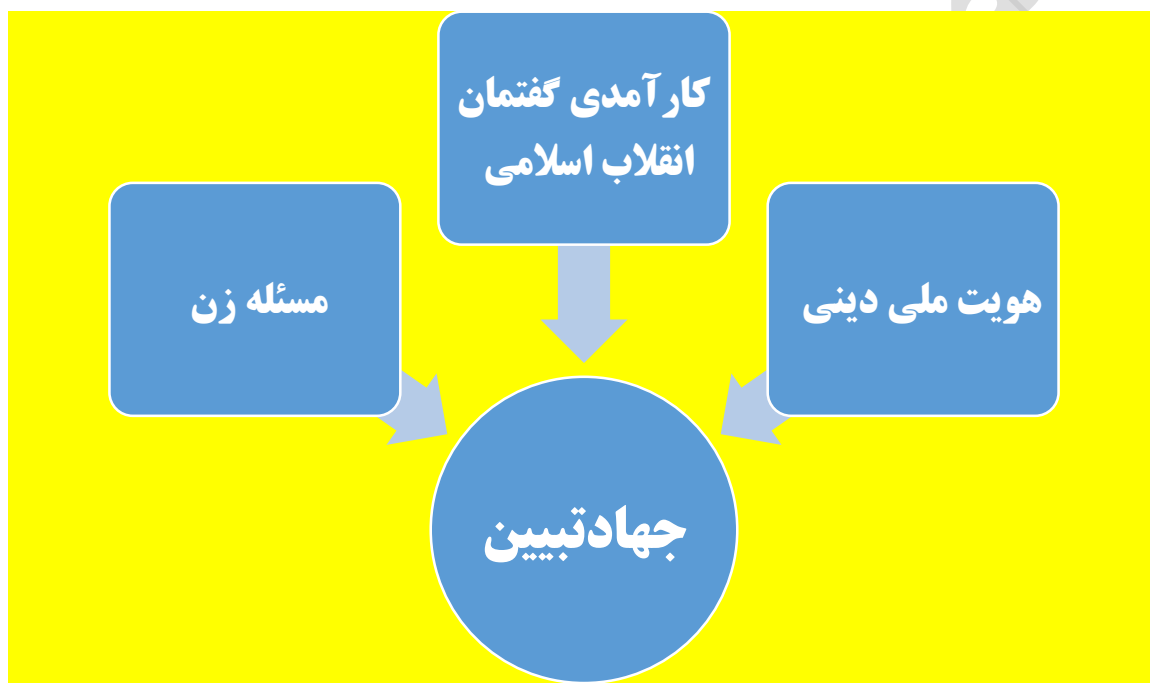 کارآمدی گفتمان
انقلاب اسلامی
هویت ملی دینی
مسئله زن
جهادتبیین